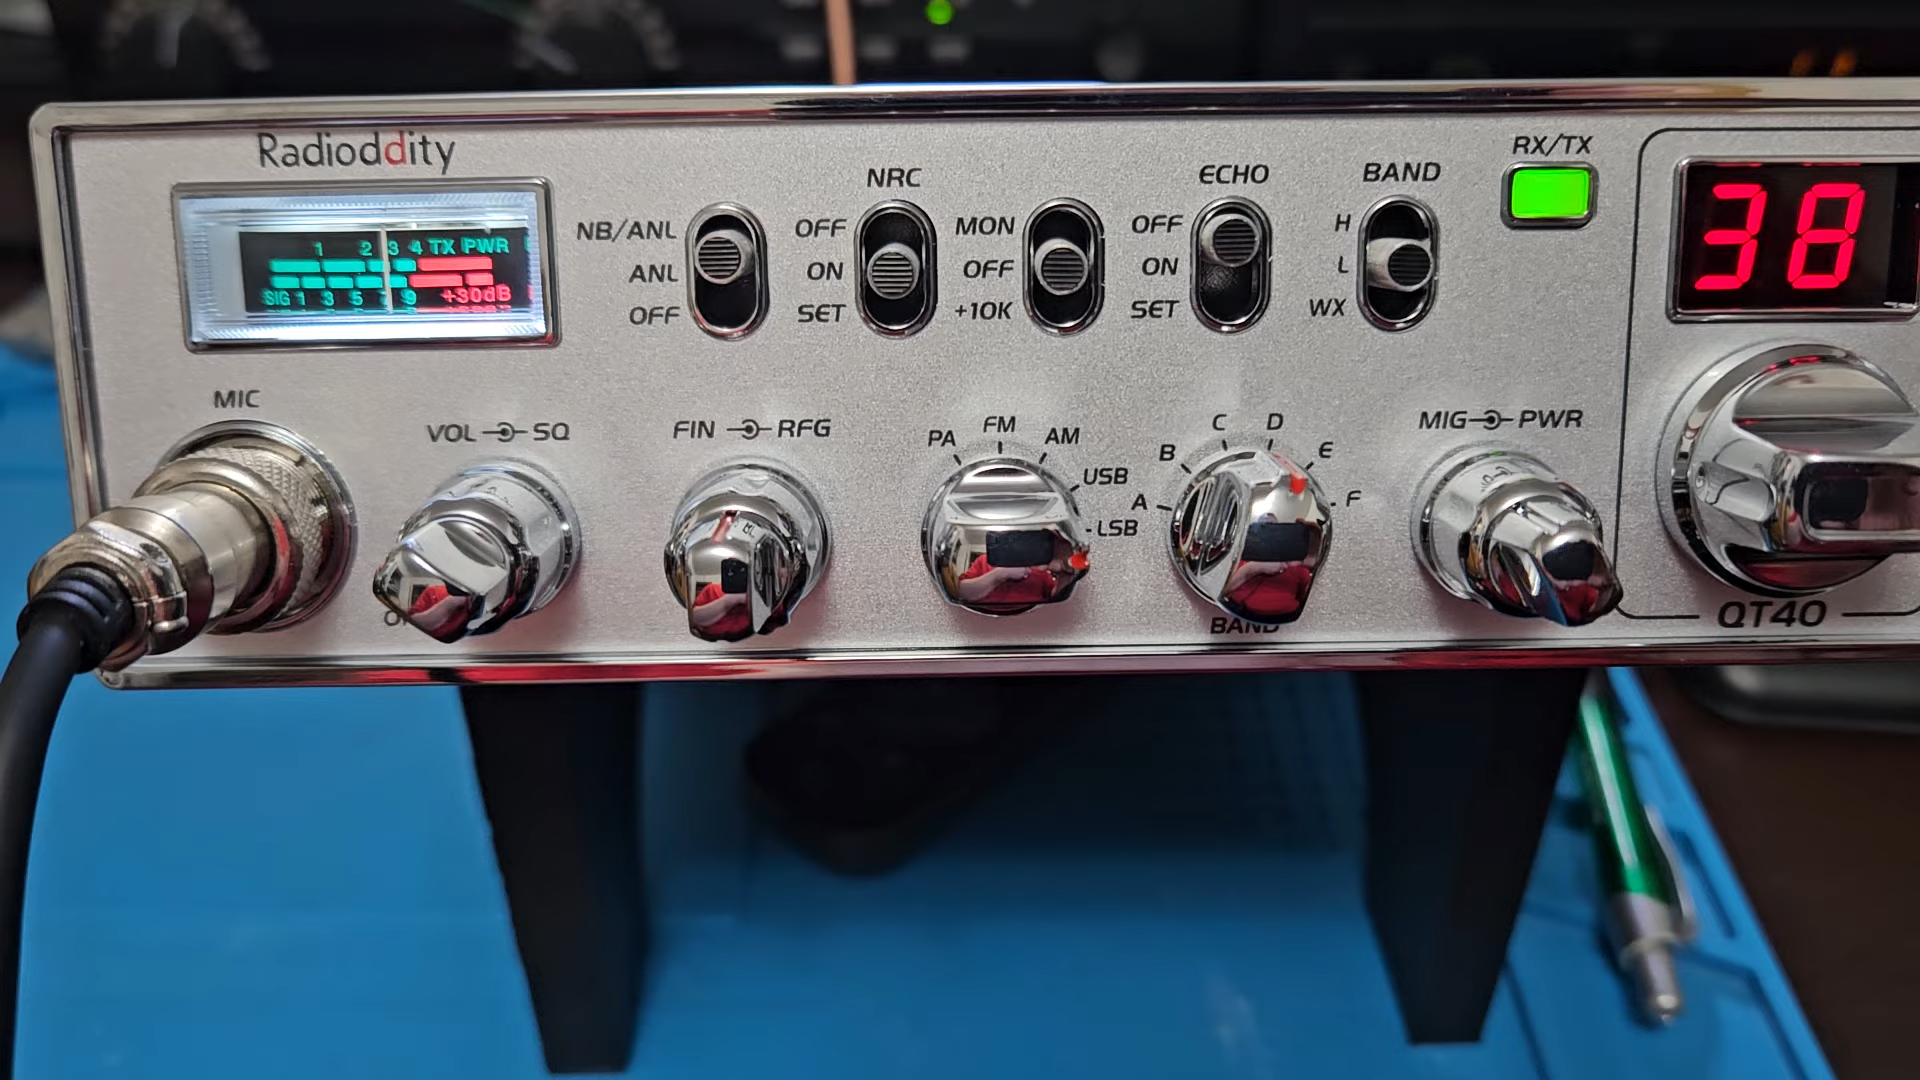 Radioddity
1 2 3 4 TX PWR
SIG 1 3 5 7 9 +30dB
NB/ANL
ANL
OFF
NRC
OFF
ON
SET
MON
OFF
+10K
ECHO
OFF
ON
SET
BAND
H
L
WX
RX/TX
38
MIC
VOL SQ
FIN RFG
PA FM AM USB LSB
A B C D E F
BAND
MIG PWR
QT40